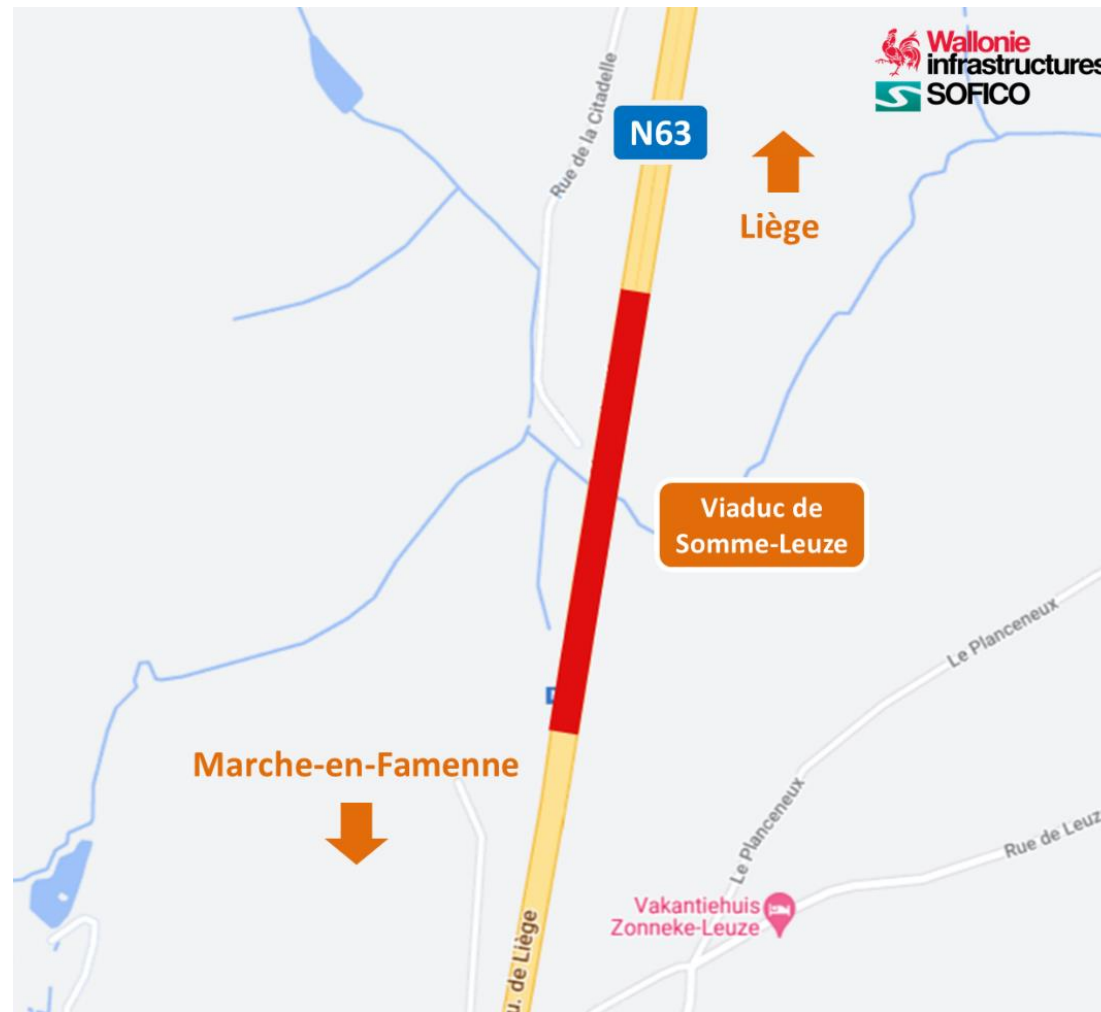 Wallonie
infrastructures
SOFICO
Rue de la Citadelle
N63
Liège
Viaduc de
Somme-Leuze
Le Planceneux
Marche-en-Famenne
Le Planceneux
Rue de Leuz
Vakantiehuis
Zonneke-Leuze
u. de Liège